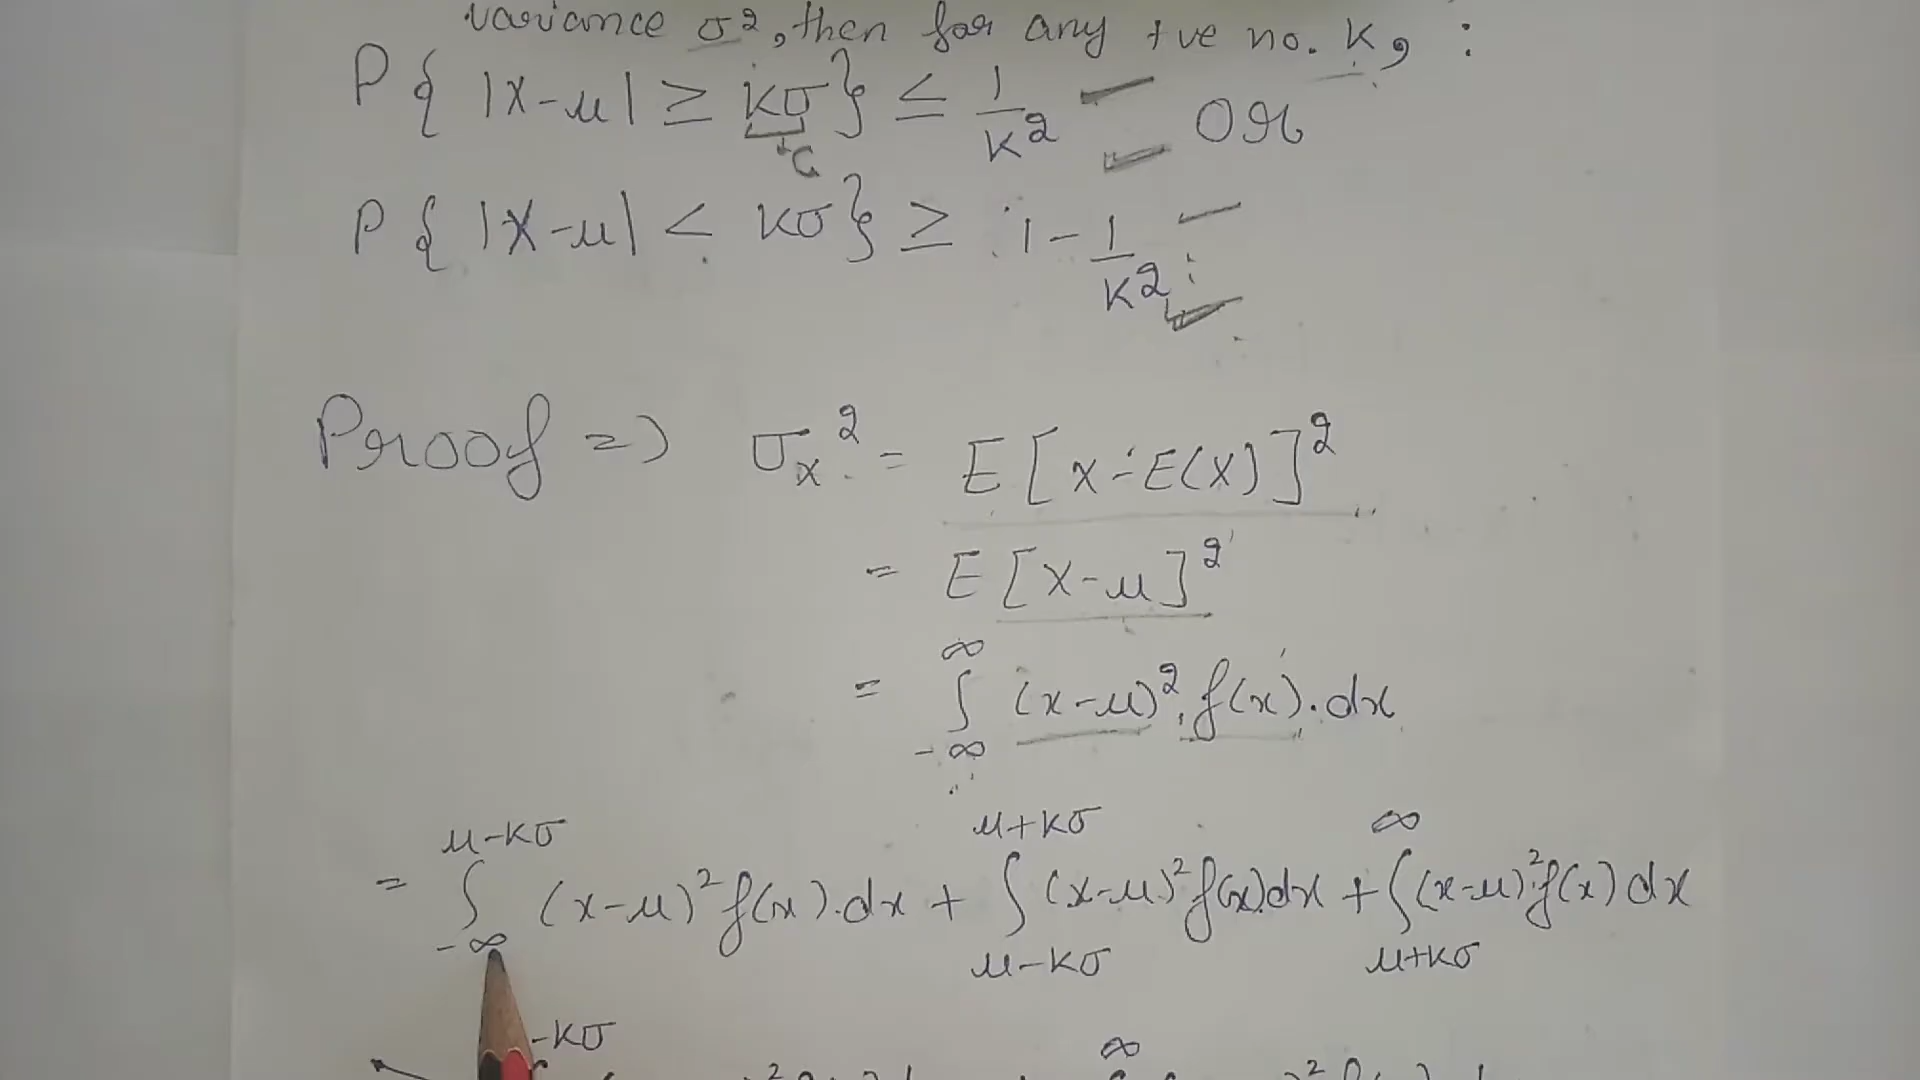 variance σ², then for any +ve no. K, :
P{ |X-μ| ≥ Kσ} ≤ 1/K² OR
C
P{ |X-μ| < Kσ} ≥ 1 - 1/K²
Proof => σₓ² = E[X-E(X)]²
= E[X-μ]²
= ∫_{-∞}^{∞} (x-μ)². f(x).dx
= ∫_{-∞}^{μ-Kσ} (x-μ)² f(x).dx + ∫_{μ-Kσ}^{μ+Kσ} (x-μ)² f(x)dx + ∫_{μ+Kσ}^{∞} (x-μ)² f(x) dx
-Kσ ∞